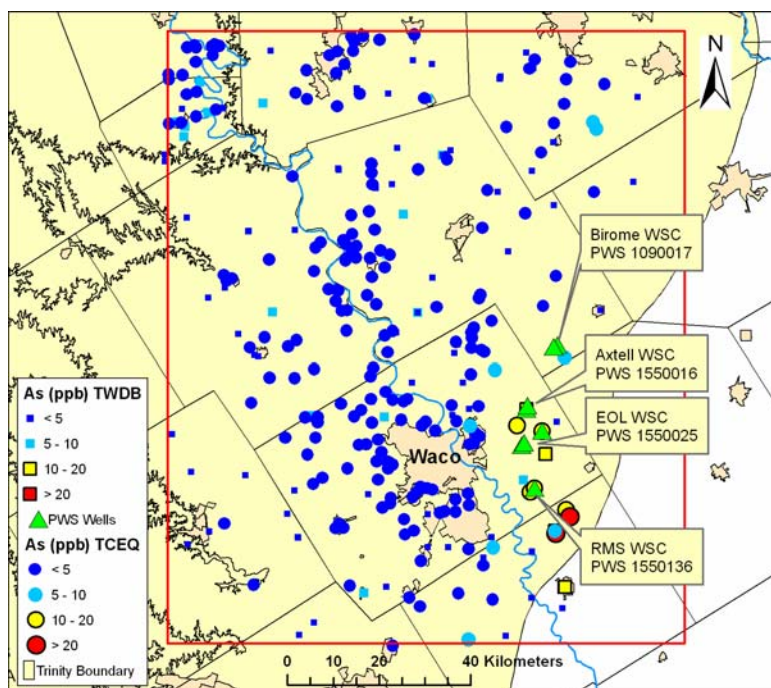 N
Birome WSC
PWS 1090017
Axtell WSC
PWS 1550016
EOL WSC
PWS 1550025
Waco
RMS WSC
PWS 1550136
As (ppb) TWDB
< 5
5 - 10
10 - 20
> 20
PWS Wells
As (ppb) TCEQ
< 5
5 - 10
10 - 20
> 20
Trinity Boundary
0 10 20 40 Kilometers